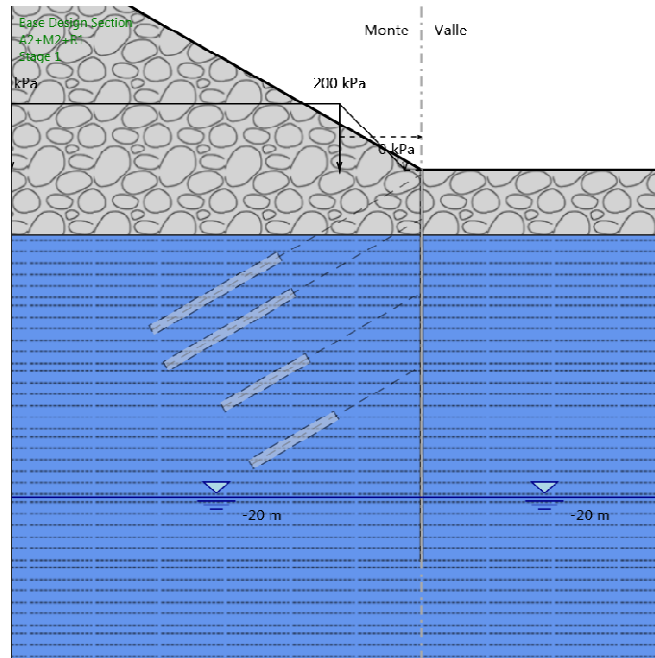 Base Design Section
A2+M2+R1
Stage 1
Monte
Valle
kPa
200 kPa
0 kPa
-20 m
-20 m